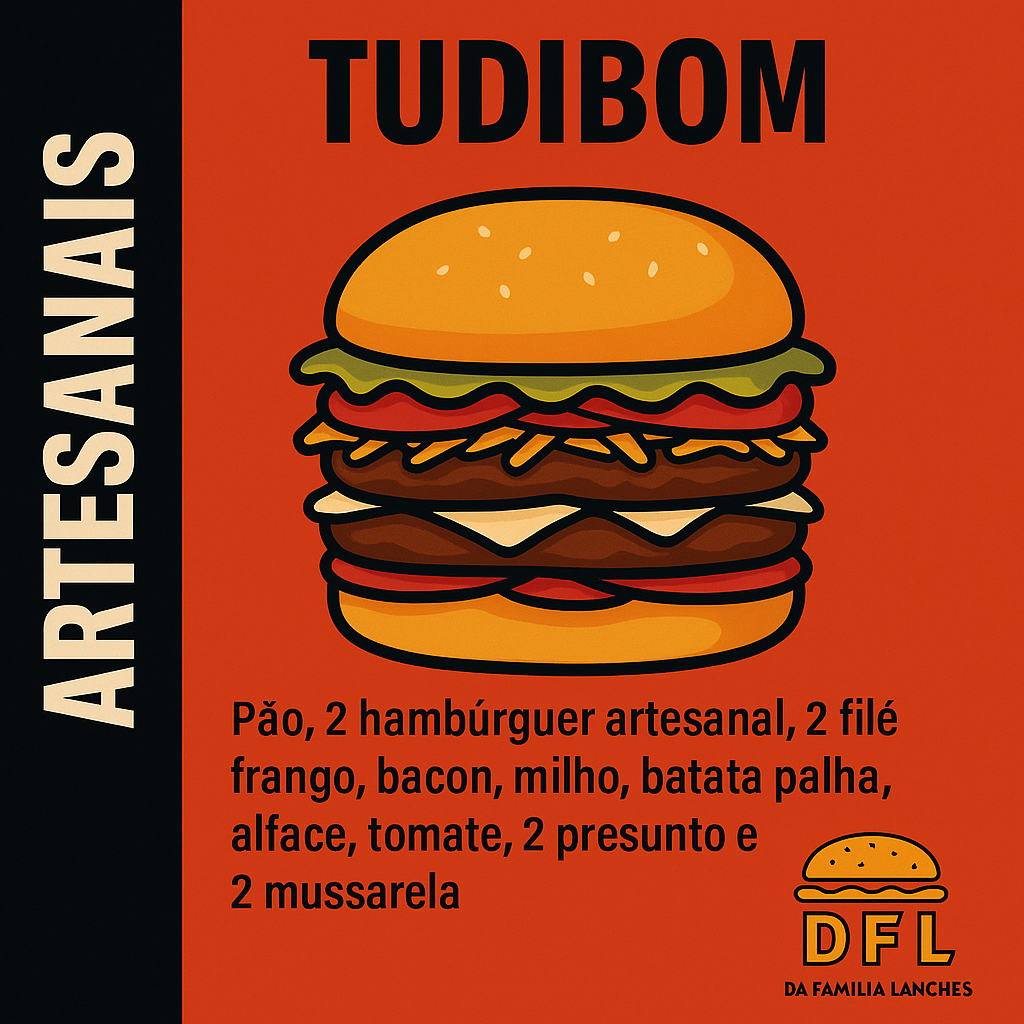 ARTESANAIS
TUDIBOM
Pǎo, 2 hambúrguer artesanal, 2 filé
frango, bacon, milho, batata palha,
alface, tomate, 2 presunto e
2 mussarela
DFL
DA FAMILIA LANCHES